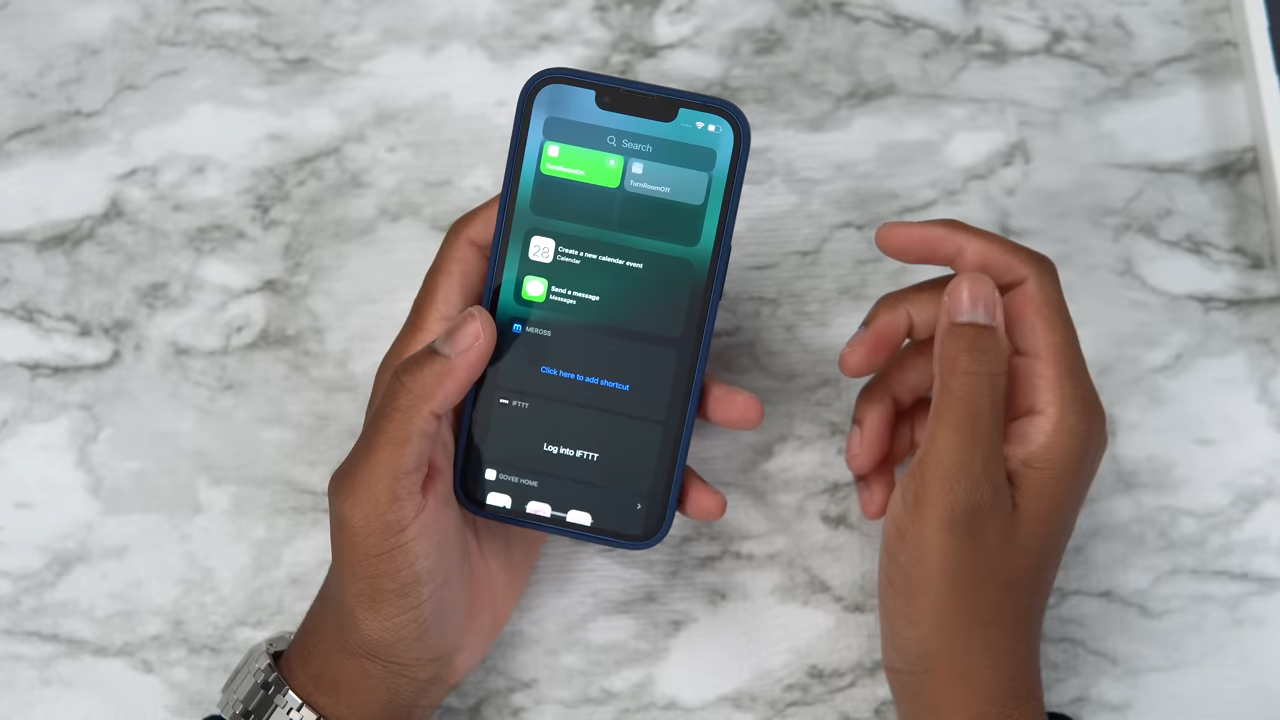 Search
TurnRoomOn
TurnRoomOff
28
Create a new calendar event
Calendar
Send a message
Messages
m MEROSS
Click here to add shortcut
IFTTT
Log into IFTTT
GOVEE HOME